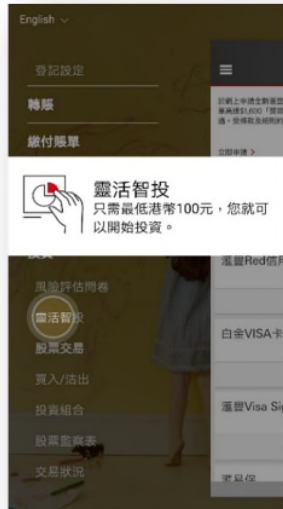 English
登記設定
轉賬
繳付賬單
立即申請 >
靈活智投
只需最低港幣100元，您就可
以開始投資。
滙豐Red信用
風險評估問卷
靈活智投
白金VISA卡
股票交易
買入/沽出
滙豐Visa Sig
投資組合
股票監察表
交易狀況